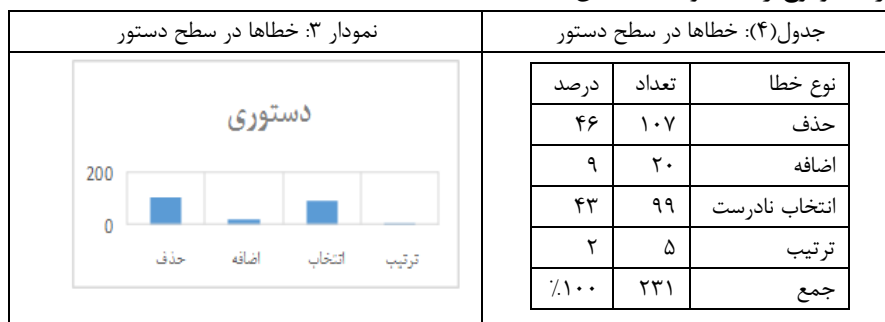 جدول(۴): خطاها در سطح دستور
نمودار ۳: خطاها در سطح دستور
نوع خطا تعداد درصد
حذف ۱۰۷ ۴۶
اضافه ۲۰ ۹
انتخاب نادرست ۹۹ ۴۳
ترتیب ۵ ۲
جمع ۲۳۱ ۱۰۰٪
دستوری
200
0
حذف اضافه انتخاب ترتیب